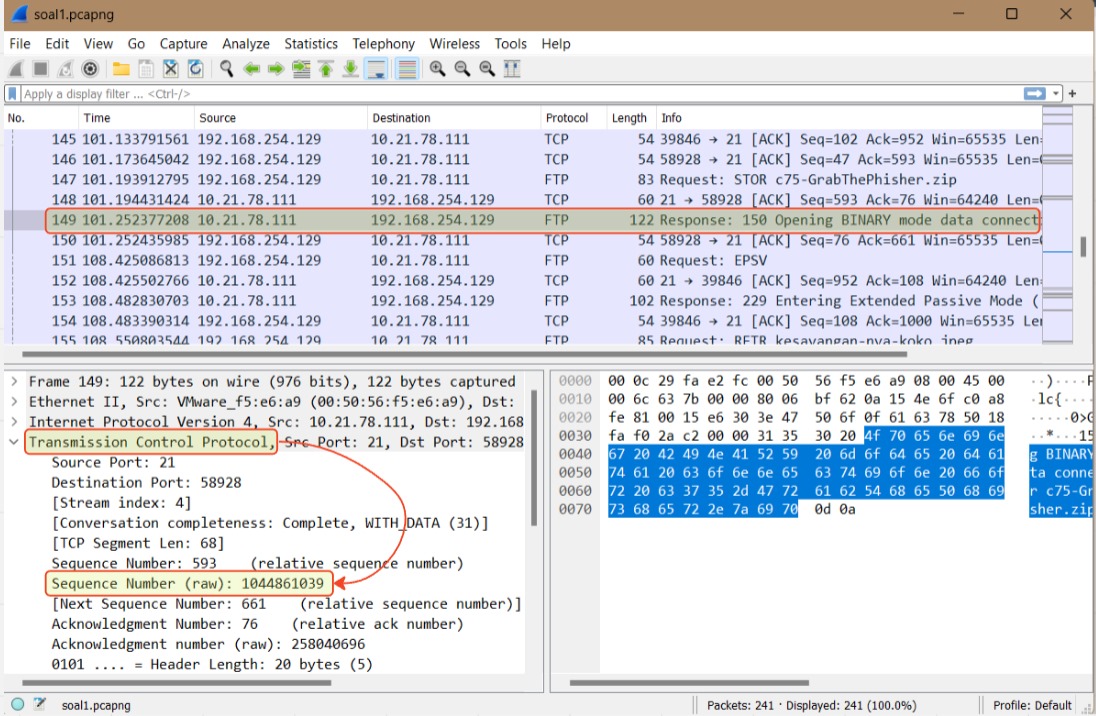 soal1.pcapng
File Edit View Go Capture Analyze Statistics Telephony Wireless Tools Help
Apply a display filter ... <Ctrl-/>
No. Time Source Destination Protocol Length Info
145 101.133791561 192.168.254.129 10.21.78.111 TCP 54 39846 → 21 [ACK] Seq=102 Ack=952 Win=65535 Len=
146 101.173645042 192.168.254.129 10.21.78.111 TCP 54 58928 → 21 [ACK] Seq=47 Ack=593 Win=65535 Len=
147 101.193912795 192.168.254.129 10.21.78.111 FTP 83 Request: STOR c75-GrabThePhisher.zip
148 101.194431424 10.21.78.111 192.168.254.129 TCP 60 21 → 58928 [ACK] Seq=593 Ack=76 Win=64240 Len=
149 101.252377208 10.21.78.111 192.168.254.129 FTP 122 Response: 150 Opening BINARY mode data connect
150 101.252435985 192.168.254.129 10.21.78.111 TCP 54 58928 → 21 [ACK] Seq=76 Ack=661 Win=65535 Len=
151 108.425086813 192.168.254.129 10.21.78.111 FTP 60 Request: EPSV
152 108.425502766 10.21.78.111 192.168.254.129 TCP 60 21 → 39846 [ACK] Seq=952 Ack=108 Win=64240 Len=
153 108.482830703 10.21.78.111 192.168.254.129 FTP 102 Response: 229 Entering Extended Passive Mode (
154 108.483390314 192.168.254.129 10.21.78.111 TCP 54 39846 → 21 [ACK] Seq=108 Ack=1000 Win=65535 Le
155 108.550803544 192.168.254.129 10.21.78.111 FTP 85 Request: RETR kesayangan-nya-koko.jpeg
Frame 149: 122 bytes on wire (976 bits), 122 bytes captured
Ethernet II, Src: VMware_f5:e6:a9 (00:50:56:f5:e6:a9), Dst:
Internet Protocol Version 4, Src: 10.21.78.111, Dst: 192.168
Transmission Control Protocol, Src Port: 21, Dst Port: 58928
Source Port: 21
Destination Port: 58928
[Stream index: 4]
[Conversation completeness: Complete, WITH_DATA (31)]
[TCP Segment Len: 68]
Sequence Number: 593 (relative sequence number)
Sequence Number (raw): 1044861039
[Next Sequence Number: 661 (relative sequence number)]
Acknowledgment Number: 76 (relative ack number)
Acknowledgment number (raw): 258040696
0101 .... = Header Length: 20 bytes (5)
0000 00 0c 29 fa e2 fc 00 50 56 f5 e6 a9 08 00 45 00 ··)····P
0010 00 6c 63 7b 00 00 80 06 bf 62 0a 15 4e 6f c0 a8 ·lc{····
0020 fe 81 00 15 e6 30 3e 47 50 6f 0f 61 63 78 50 18 ·····0>G
0030 fa f0 2a c2 00 00 31 35 30 20 4f 70 65 6e 69 6e ··*···15
0040 67 20 42 49 4e 41 52 59 20 6d 6f 64 65 20 64 61 g BINARY
0050 74 61 20 63 6f 6e 6e 65 63 74 69 6f 6e 20 66 6f ta conne
0060 72 20 63 37 35 2d 47 72 61 62 54 68 65 50 68 69 r c75-Gr
0070 73 68 65 72 2e 7a 69 70 0d 0a sher.zip
soal1.pcapng Packets: 241 · Displayed: 241 (100.0%) Profile: Default